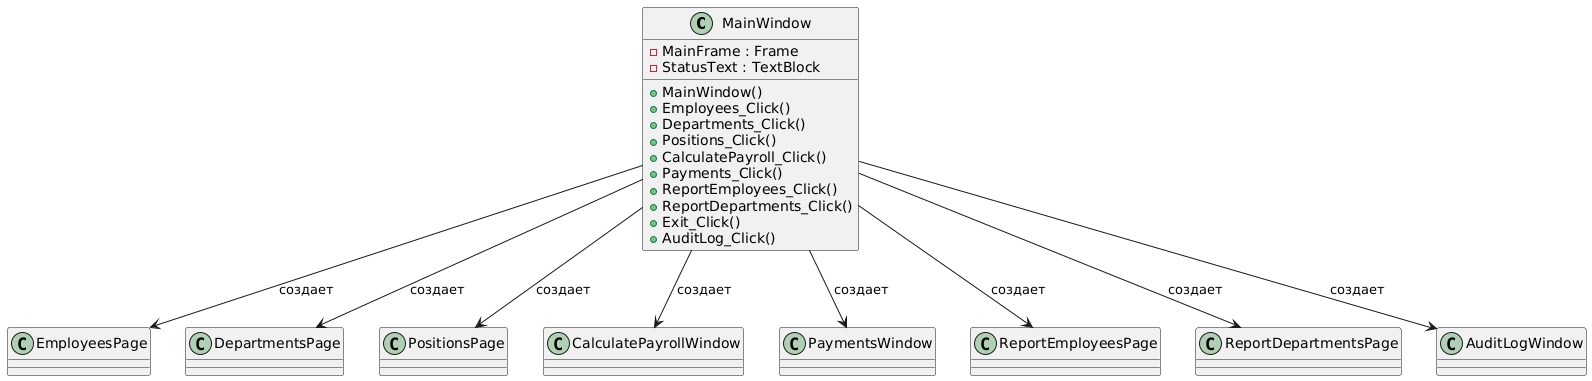 C MainWindow
MainFrame : Frame
StatusText : TextBlock
MainWindow()
Employees_Click()
Departments_Click()
Positions_Click()
CalculatePayroll_Click()
Payments_Click()
ReportEmployees_Click()
ReportDepartments_Click()
Exit_Click()
AuditLog_Click()
создает создает создает создает создает создает создает создает
C EmployeesPage C DepartmentsPage C PositionsPage C CalculatePayrollWindow C PaymentsWindow C ReportEmployeesPage C ReportDepartmentsPage C AuditLogWindow